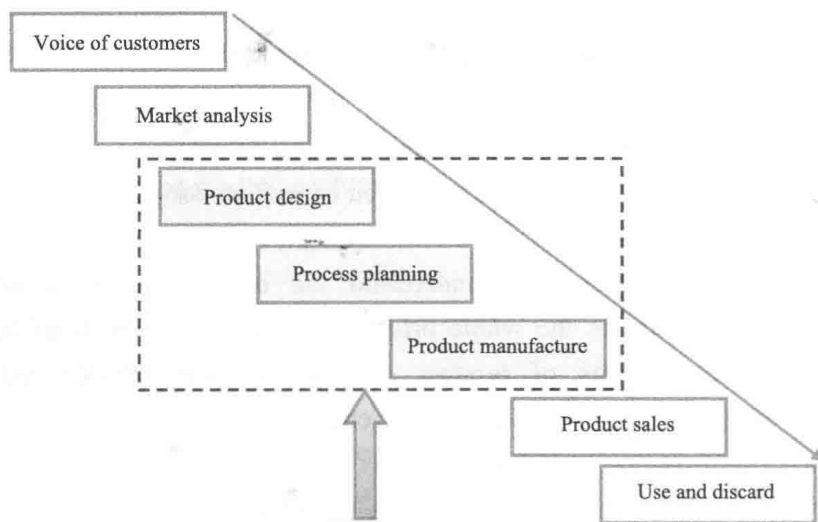 Voice of customers
Market analysis
Product design
Process planning
Product manufacture
Product sales
Use and discard